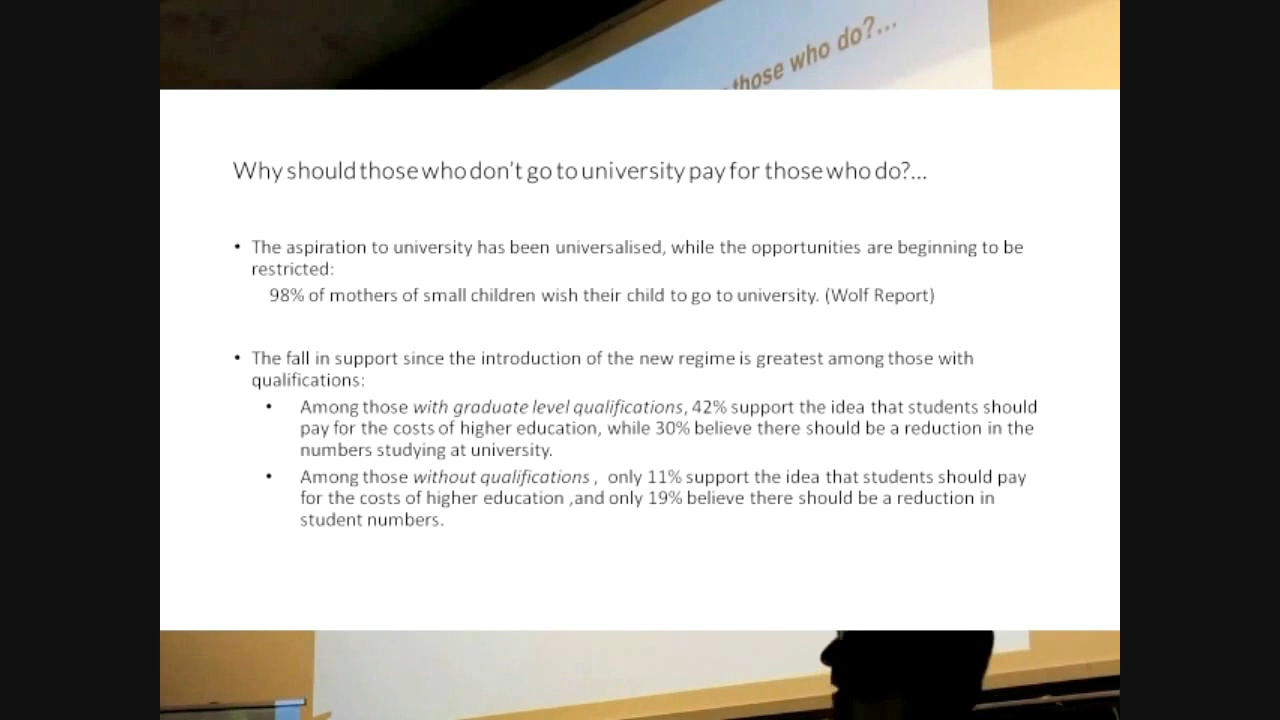 those who do?...
Why should those who don't go to university pay for those who do?...
• The aspiration to university has been universalised, while the opportunities are beginning to be
restricted:
98% of mothers of small children wish their child to go to university. (Wolf Report)
• The fall in support since the introduction of the new regime is greatest among those with
qualifications:
• Among those with graduate level qualifications, 42% support the idea that students should
pay for the costs of higher education, while 30% believe there should be a reduction in the
numbers studying at university.
• Among those without qualifications , only 11% support the idea that students should pay
for the costs of higher education ,and only 19% believe there should be a reduction in
student numbers.